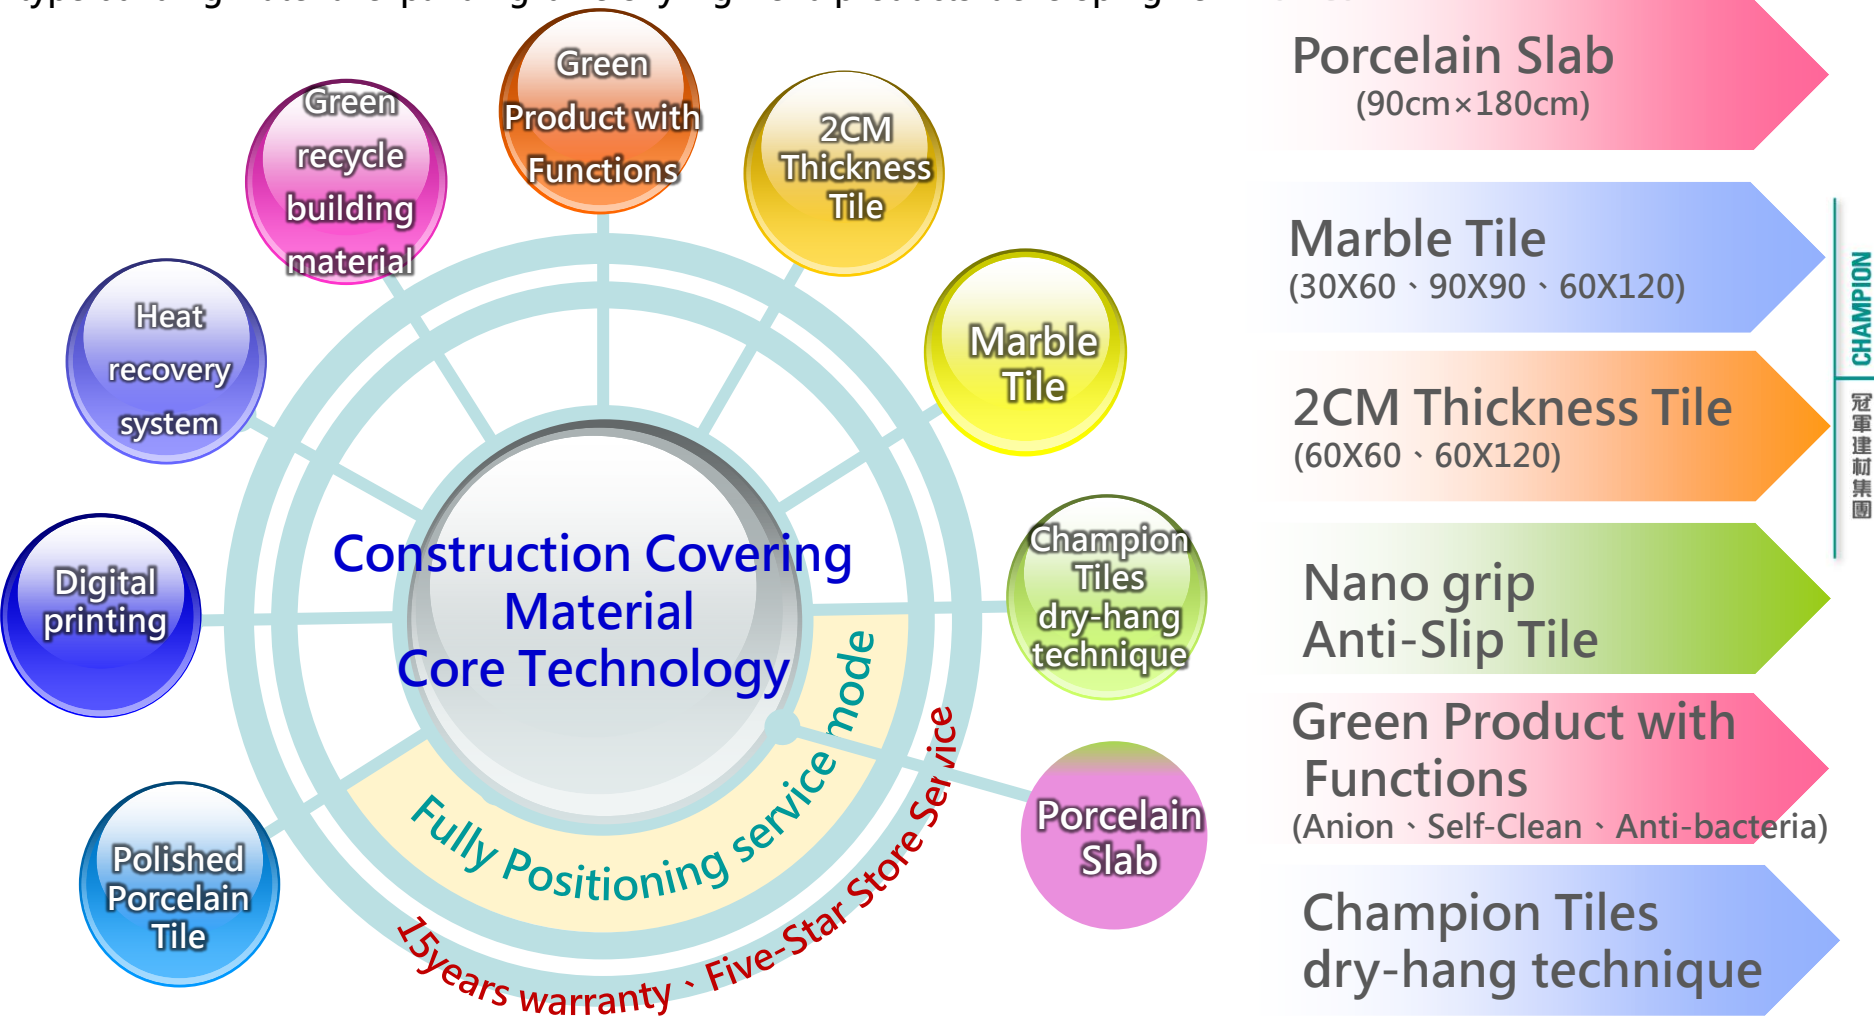 Green
Product with
Functions
Green
recycle
building
material
2CM
Thickness
Tile
Heat
recovery
system
Marble
Tile
Digital
printing
Champion
Tiles
dry-hang
technique
Construction Covering
Material
Core Technology
Polished
Porcelain
Tile
Porcelain
Slab
Fully Positioning service mode
15years warranty、Five-Star Store Service
Porcelain Slab
(90cm×180cm)
Marble Tile
(30X60、90X90、60X120)
2CM Thickness Tile
(60X60、60X120)
Nano grip
Anti-Slip Tile
Green Product with
Functions
(Anion、Self-Clean、Anti-bacteria)
Champion Tiles
dry-hang technique
CHAMPION
冠軍建材集團